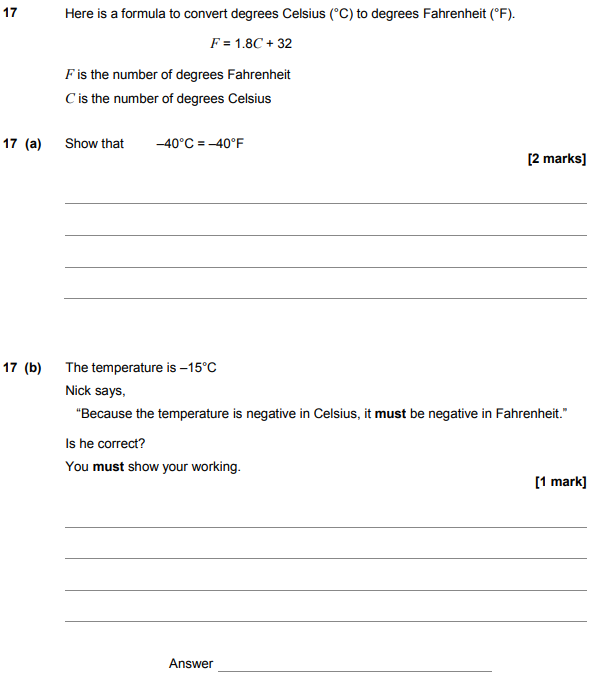 17 Here is a formula to convert degrees Celsius (°C) to degrees Fahrenheit (°F).
F = 1.8C + 32
F is the number of degrees Fahrenheit
C is the number of degrees Celsius
17 (a) Show that –40°C = –40°F
[2 marks]
17 (b) The temperature is –15°C
Nick says,
“Because the temperature is negative in Celsius, it must be negative in Fahrenheit.”
Is he correct?
You must show your working.
[1 mark]
Answer